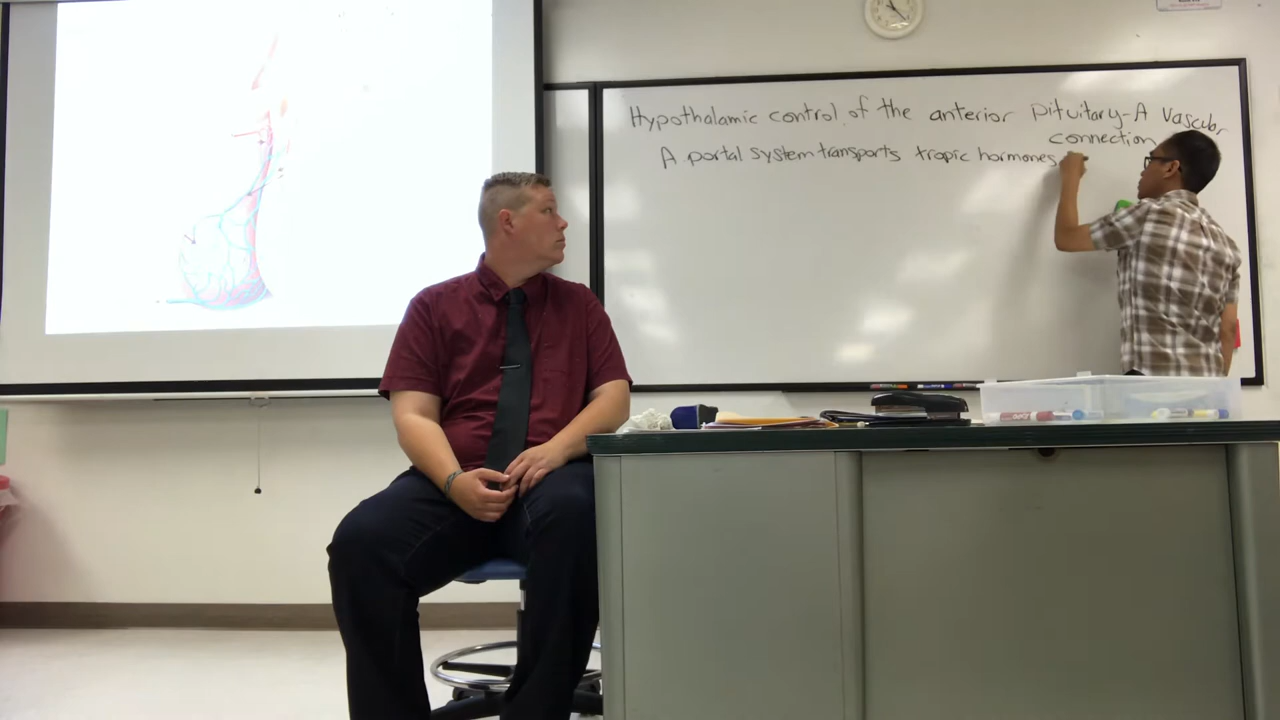 Hypothalamic control of the anterior pituitary-A vascular
connection
A portal system transports tropic hormones